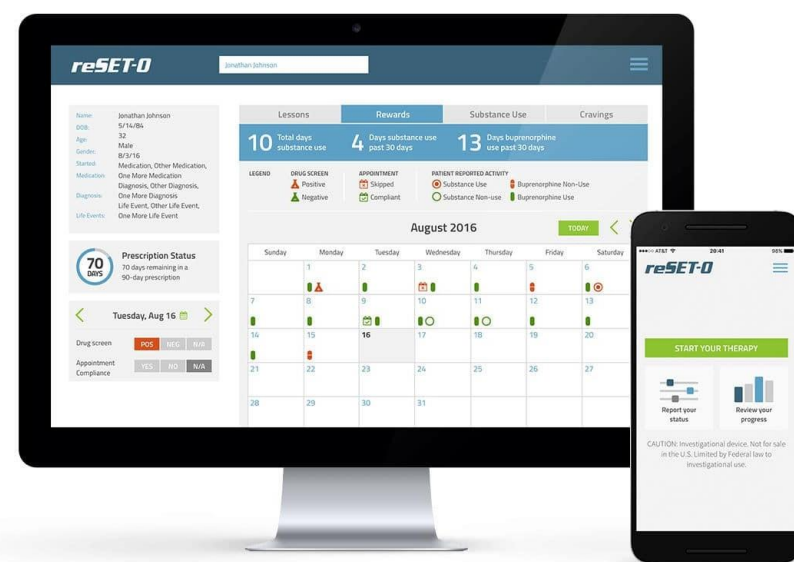 reSET-O
Jonathan Johnson
Name: Jonathan Johnson
DOB: 5/14/84
Age: 32
Gender: Male
Started: 8/3/16
Medication: Medication, Other Medication,
One More Medication
Diagnosis: Diagnosis, Other Diagnosis,
One More Diagnosis
Life Event, Other Life Event,
Life Events: One More Life Event
70
DAYS
Prescription Status
70 days remaining in a
90-day prescription
Tuesday, Aug 16
Drug screen POS NEG N/R
Appointment
Compliance YES NO N/A
Lessons Rewards Substance Use Cravings
10 Total days
substance use
4 Days substance use
past 30 days
13 Days buprenorphine
use past 30 days
LEGEND
DRUG SCREEN
Positive
Negative
APPOINTMENT
Skipped
Compliant
PATIENT REPORTED ACTIVITY
Substance Use Buprenorphine Non-Use
Substance Non-use Buprenorphine Use
August 2016
TODAY
Sunday Monday Tuesday Wednesday Thursday Friday Saturday
1 2 3 4 5 6
7 8 9 10 11 12 13
14 15 16 17 18 19 20
21 22 23 24 25 26 27
28 29 30 31
AT&T 20:41
reSET-O
START YOUR THERAPY
Report your
status
Review your
progress
CAUTION: Investigational device. Not for sale
in the U.S. Limited by Federal law to
investigational use.